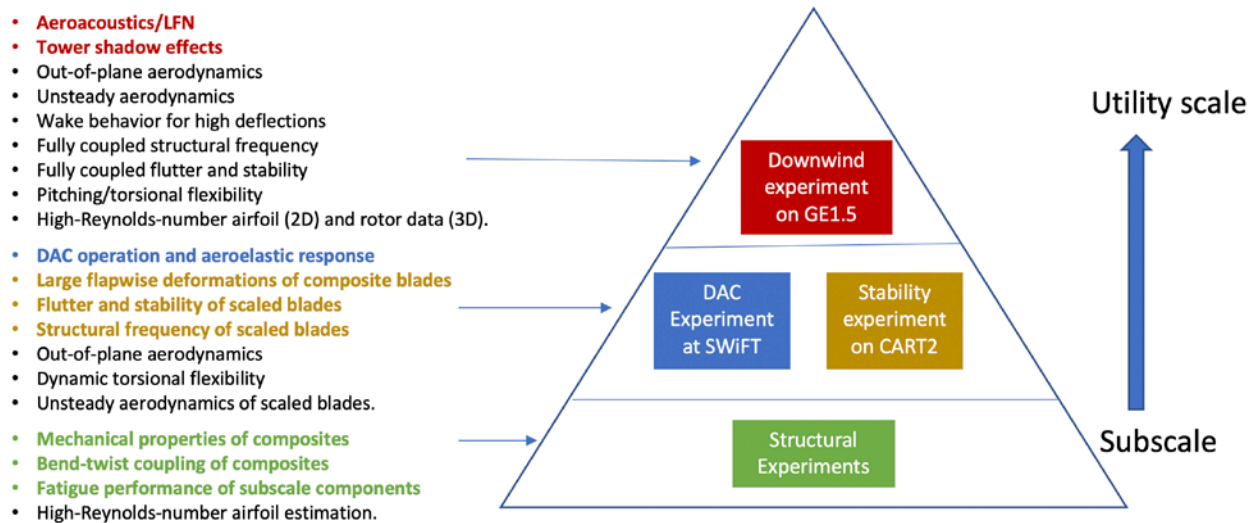 • Aeroacoustics/LFN
• Tower shadow effects
• Out-of-plane aerodynamics
• Unsteady aerodynamics
• Wake behavior for high deflections
• Fully coupled structural frequency
• Fully coupled flutter and stability
• Pitching/torsional flexibility
• High-Reynolds-number airfoil (2D) and rotor data (3D).
• DAC operation and aeroelastic response
• Large flapwise deformations of composite blades
• Flutter and stability of scaled blades
• Structural frequency of scaled blades
• Out-of-plane aerodynamics
• Dynamic torsional flexibility
• Unsteady aerodynamics of scaled blades.
• Mechanical properties of composites
• Bend-twist coupling of composites
• Fatigue performance of subscale components
• High-Reynolds-number airfoil estimation.
Downwind
experiment
on GE1.5
DAC
Experiment
at SWiFT
Stability
experiment
on CART2
Structural
Experiments
Utility scale
Subscale